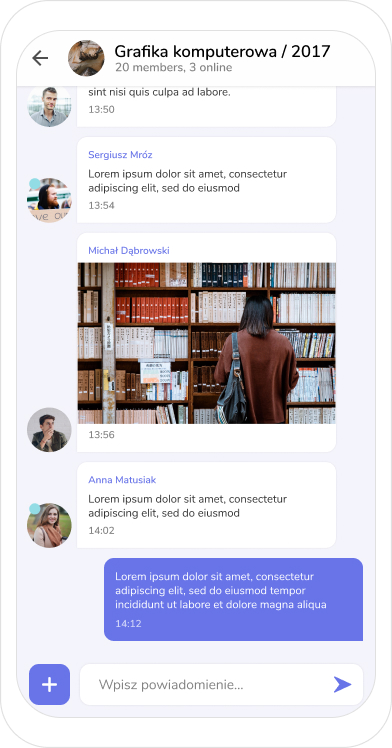 Grafika komputerowa / 2017
20 members, 3 online
sint nisi quis culpa ad labore.
13:50
Sergiusz Mróz
Lorem ipsum dolor sit amet, consectetur
adipiscing elit, sed do eiusmod
13:54
Michał Dąbrowski
13:56
Anna Matusiak
Lorem ipsum dolor sit amet, consectetur
adipiscing elit, sed do eiusmod
14:02
Lorem ipsum dolor sit amet, consectetur
adipiscing elit, sed do eiusmod tempor
incididunt ut labore et dolore magna aliqua
14:12
Wpisz powiadomienie...